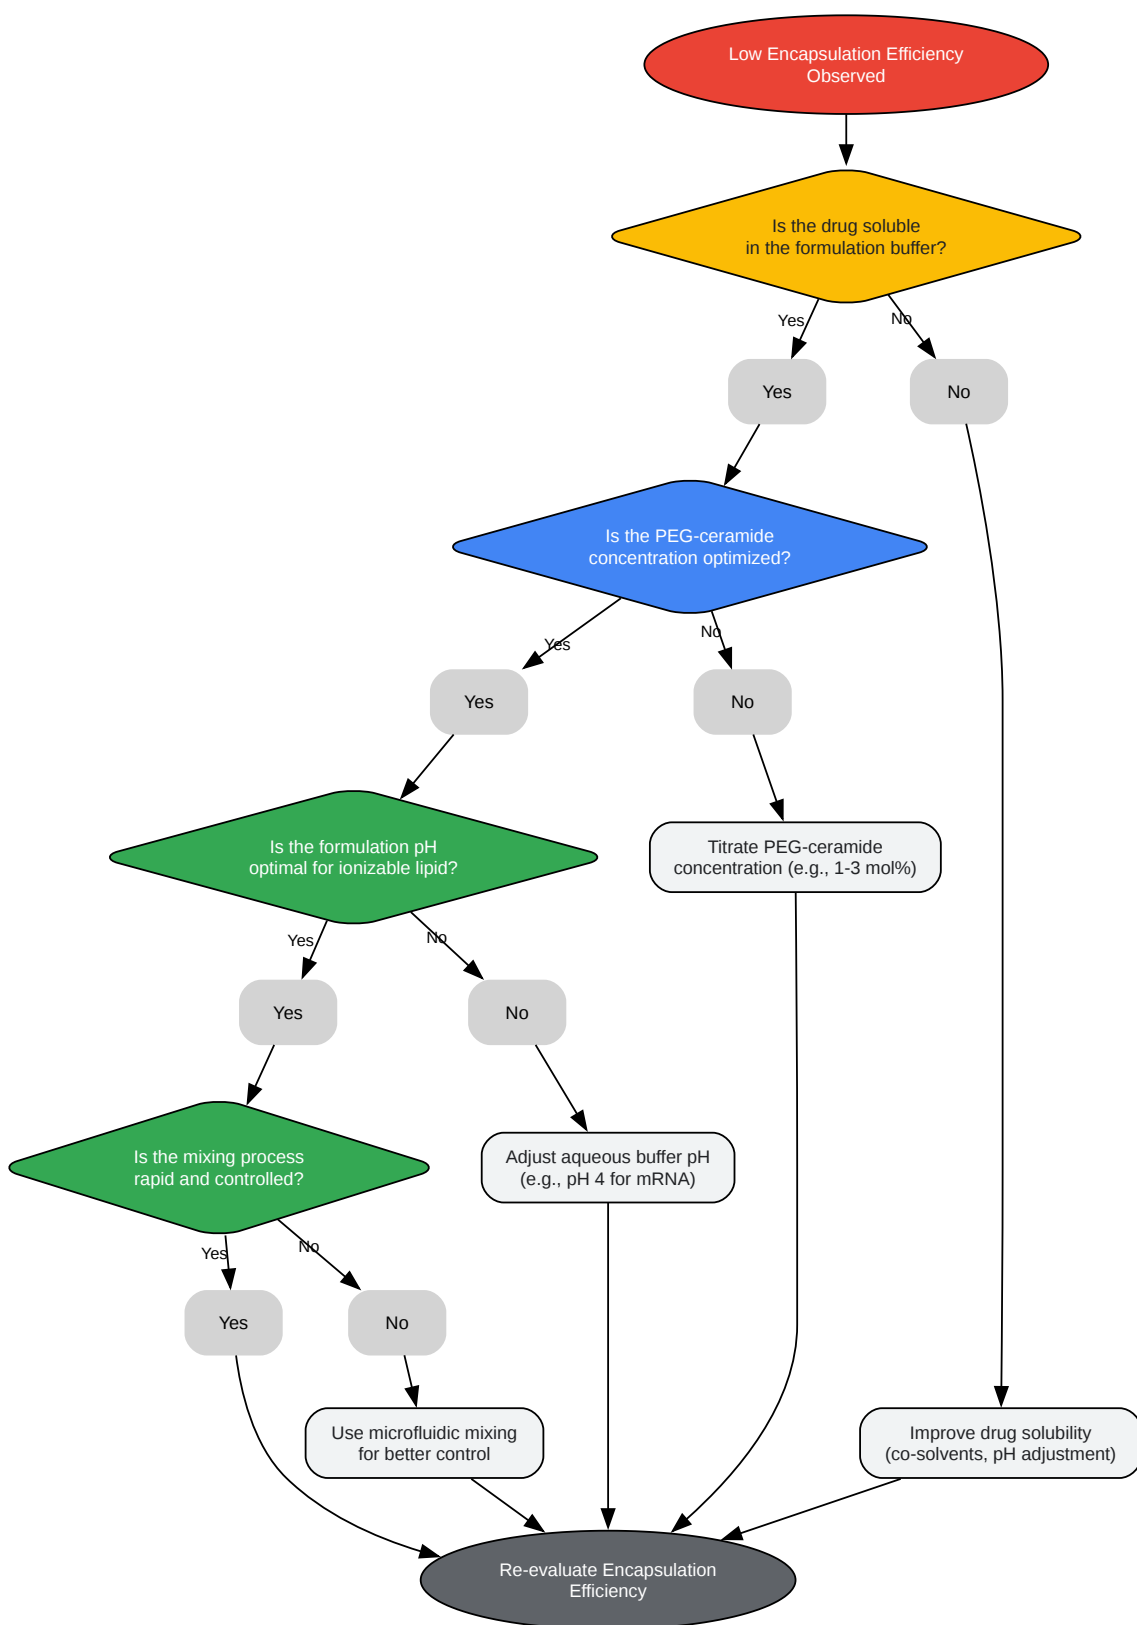 Low Encapsulation Efficiency
Observed
Is the drug soluble
in the formulation buffer?
Yes
No
Yes
No
Is the PEG-ceramide
concentration optimized?
Yes
No
Yes
No
Is the formulation pH
optimal for ionizable lipid?
Titrate PEG-ceramide
concentration (e.g., 1-3 mol%)
Yes
No
Yes
No
Is the mixing process
rapid and controlled?
Adjust aqueous buffer pH
(e.g., pH 4 for mRNA)
Yes
No
Yes
No
Use microfluidic mixing
for better control
Improve drug solubility
(co-solvents, pH adjustment)
Re-evaluate Encapsulation
Efficiency